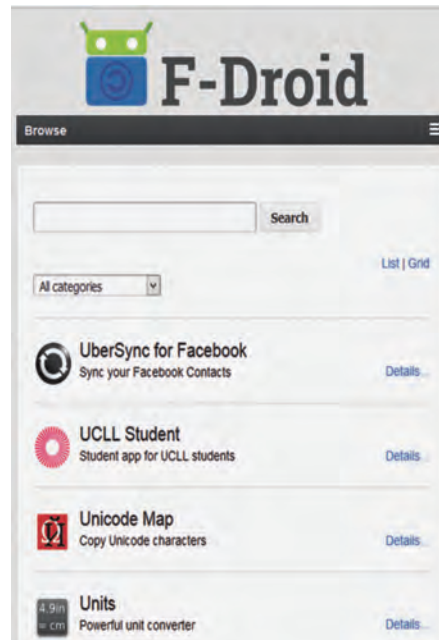 F-Droid
Browse
Search
List | Grid
All categories
UberSync for Facebook
Sync your Facebook Contacts
Details...
UCLL Student
Student app for UCLL students
Details...
Unicode Map
Copy Unicode characters
Details...
4.9in
= cm
Units
Powerful unit converter
Details...